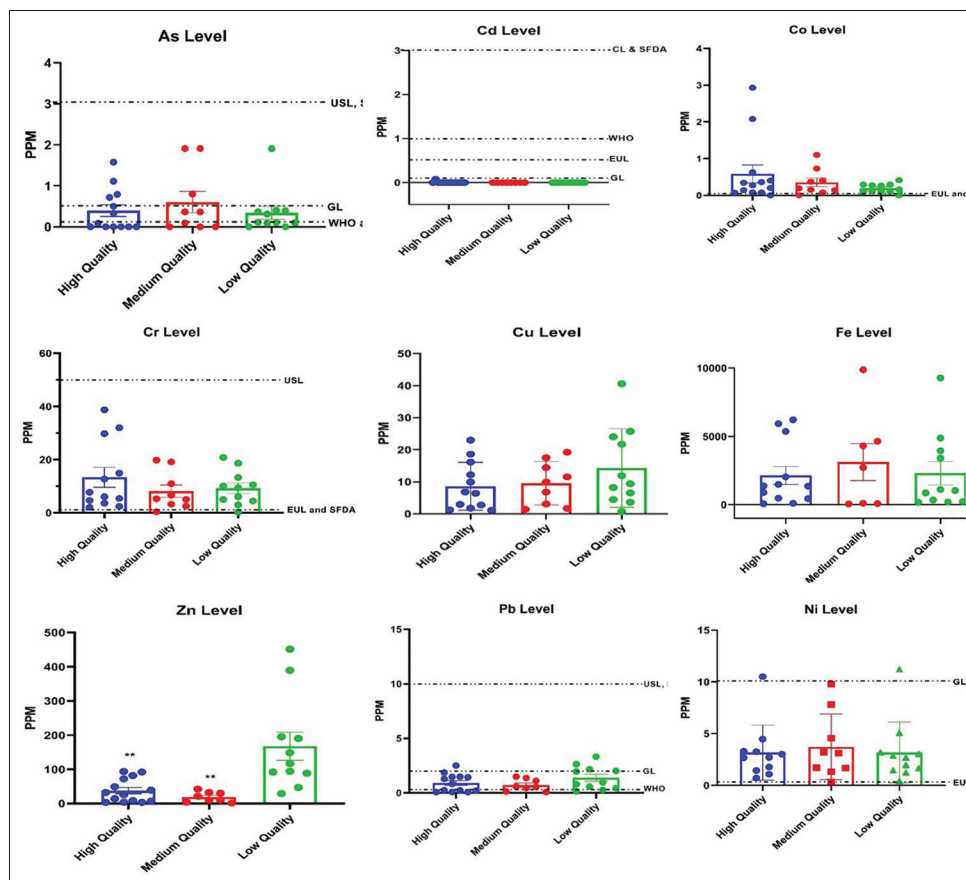 As Level
PPM
4
3
2
1
0
USL, S
GL
WHO a
High Quality
Medium Quality
Low Quality
Cd Level
PPM
3
2
1
0
CL & SFDA
WHO
EUL
GL
High Quality
Medium Quality
Low Quality
Co Level
PPM
4
3
2
1
0
EUL and
High Quality
Medium Quality
Low Quality
Cr Level
PPM
60
40
20
0
USL
EUL and SFDA
High Quality
Medium Quality
Low Quality
Cu Level
PPM
50
40
30
20
10
0
High Quality
Medium Quality
Low Quality
Fe Level
PPM
10000
5000
0
High Quality
Medium Quality
Low Quality
Zn Level
PPM
500
400
300
200
100
0
**
**
High Quality
Medium Quality
Low Quality
Pb Level
PPM
15
10
5
0
USL, :
GL
WHO
High Quality
Medium Quality
Low Quality
Ni Level
PPM
15
10
5
0
GL
EU
High Quality
Medium Quality
Low Quality